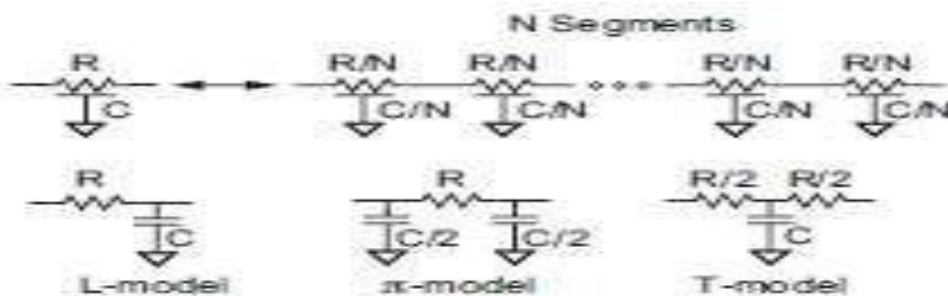 N Segments
R R/N R/N R/N R/N
C C/N C/N C/N C/N
R R R/2 R/2
C C/2 C/2 C
L-model π-model T-model